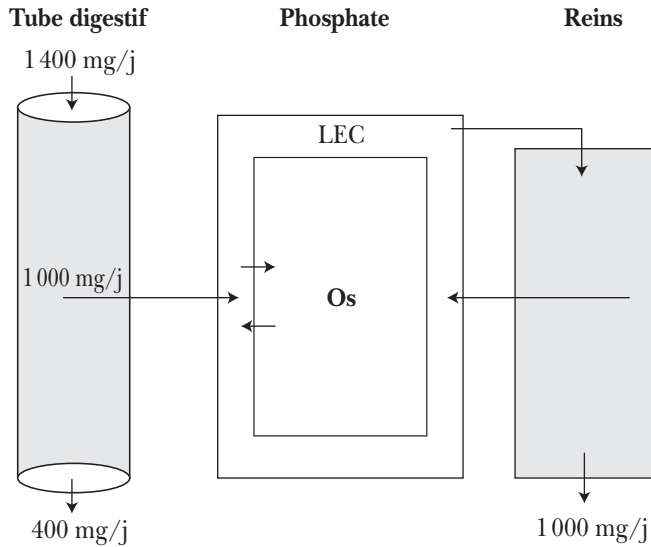 Tube digestif
Phosphate
Reins
1 400 mg/j
LEC
1 000 mg/j
Os
400 mg/j
1 000 mg/j